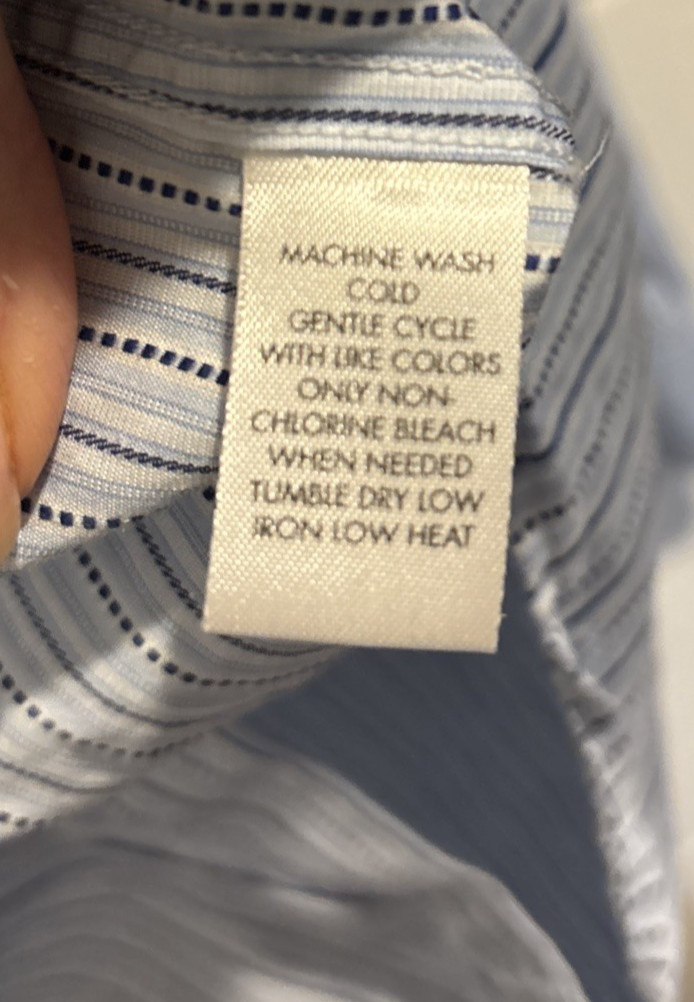 MACHINE WASH
COLD
GENTLE CYCLE
WITH LIKE COLORS
ONLY NON-
CHLORINE BLEACH
WHEN NEEDED
TUMBLE DRY LOW
IRON LOW HEAT